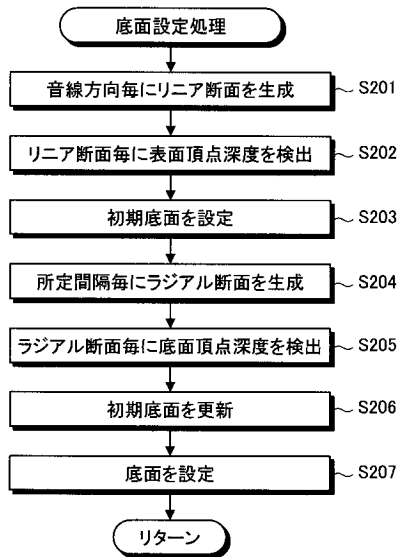 底面設定処理
音線方向毎にリニア断面を生成 S201
リニア断面毎に表面頂点深度を検出 S202
初期底面を設定 S203
所定間隔毎にラジアル断面を生成 S204
ラジアル断面毎に底面頂点深度を検出 S205
初期底面を更新 S206
底面を設定 S207
リターン